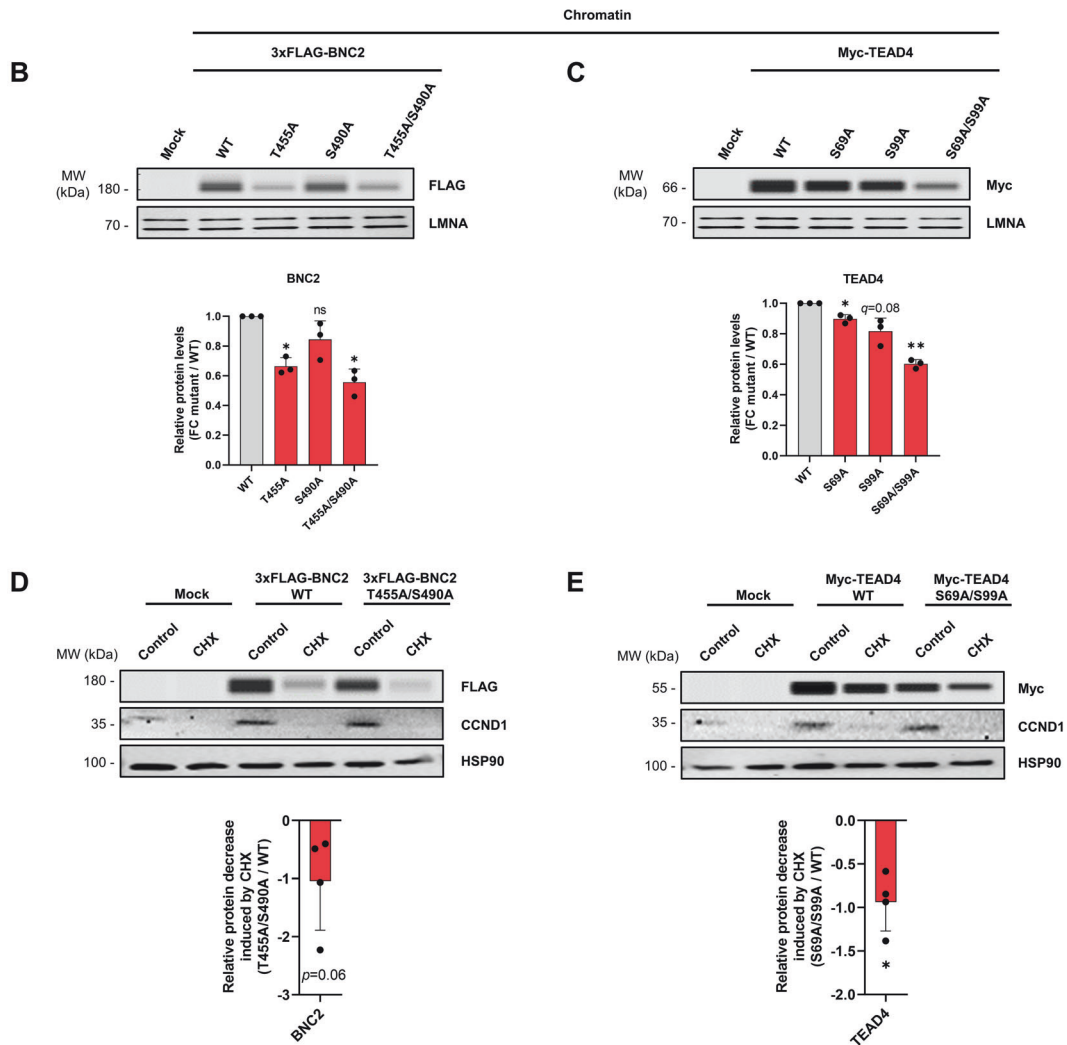 Chromatin
3xFLAG-BNC2
Myc-TEAD4
B
Mock
WT
T455A
S490A
T455A/S490A
MW
(kDa)
180 -
FLAG
70 -
LMNA
BNC2
Relative protein levels
(FC mutant / WT)
1.0
0.8
0.6
0.4
0.2
0.0
*
ns
*
WT
T455A
S490A
T455A/S490A
C
Mock
WT
S69A
S99A
S69A/S99A
MW
(kDa)
66 -
Myc
70 -
LMNA
TEAD4
Relative protein levels
(FC mutant / WT)
1.0
0.8
0.6
0.4
0.2
0.0
*
q=0.08
**
WT
S69A
S99A
S69A/S99A
D
Mock
3xFLAG-BNC2
WT
3xFLAG-BNC2
T455A/S490A
Control
CHX
Control
CHX
Control
CHX
MW (kDa)
180 -
FLAG
35 -
CCND1
100 -
HSP90
Relative protein decrease
induced by CHX
(T455A/S490A / WT)
0
-1
-2
-3
p=0.06
BNC2
E
Mock
Myc-TEAD4
WT
Myc-TEAD4
S69A/S99A
Control
CHX
Control
CHX
Control
CHX
MW (kDa)
55 -
Myc
35 -
CCND1
100 -
HSP90
Relative protein decrease
induced by CHX
(S69A/S99A / WT)
0.0
-0.5
-1.0
-1.5
-2.0
*
TEAD4